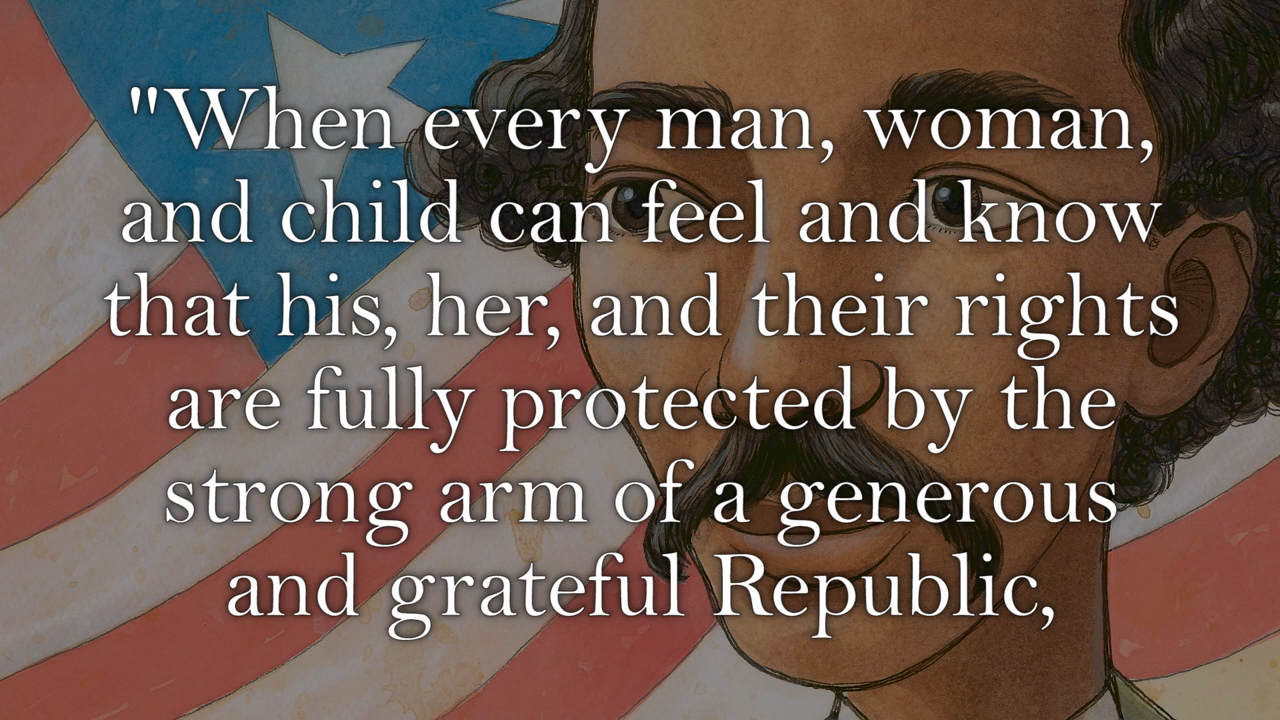 "When every man, woman,
and child can feel and know
that his, her, and their rights
are fully protected by the
strong arm of a generous
and grateful Republic,